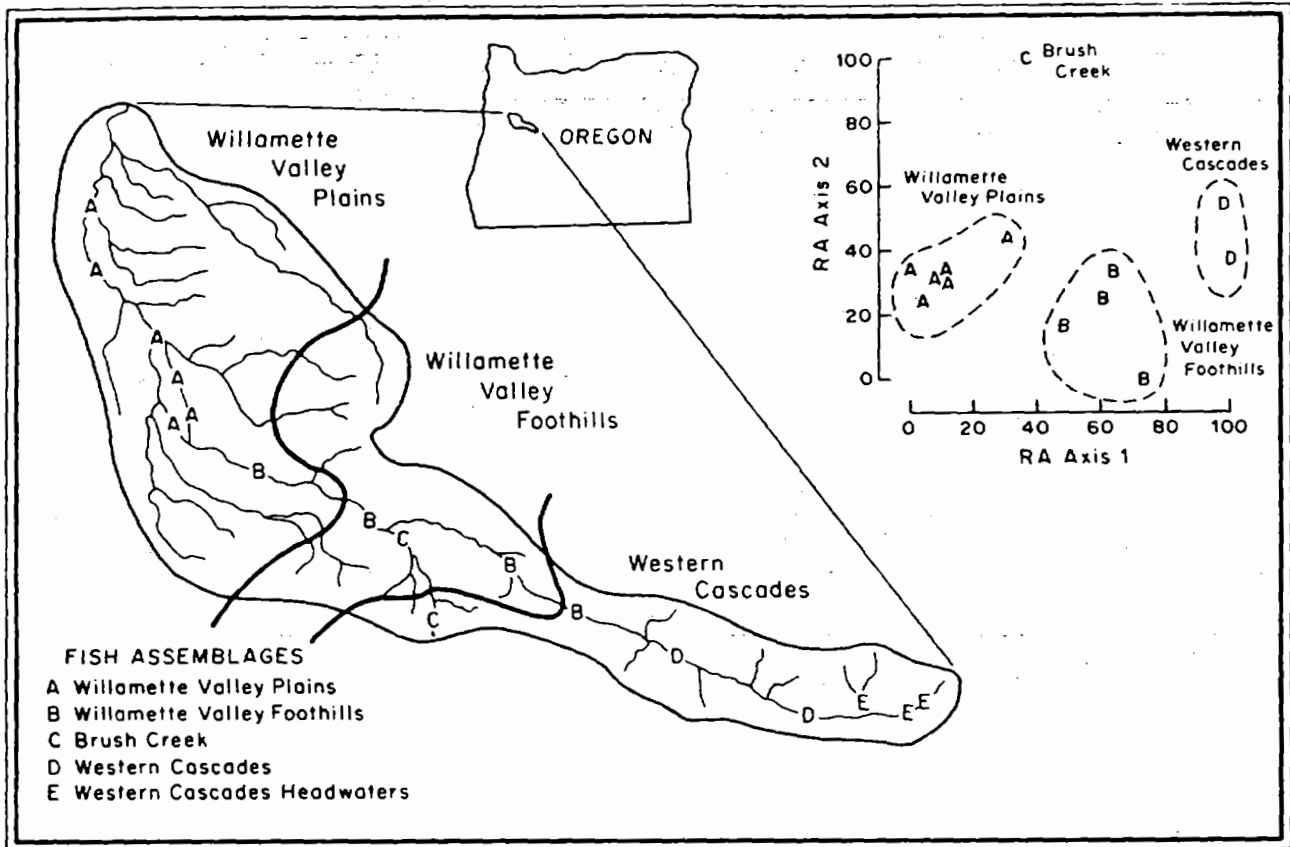 Willamette
Valley
Plains
OREGON
Willamette
Valley
Foothills
Western
Cascades
A
A
A
A
A
A
B
B
C
B
C
B
D
D
E
E
E
FISH ASSEMBLAGES
A Willamette Valley Plains
B Willamette Valley Foothills
C Brush Creek
D Western Cascades
E Western Cascades Headwaters
C Brush
Creek
Western
Cascades
Willamette
Valley Plains
Willamette
Valley
Foothills
A
A
A
A
A
A
B
B
B
B
D
D
RA Axis 2
100
80
60
40
20
0
0 20 40 60 80 100
RA Axis 1